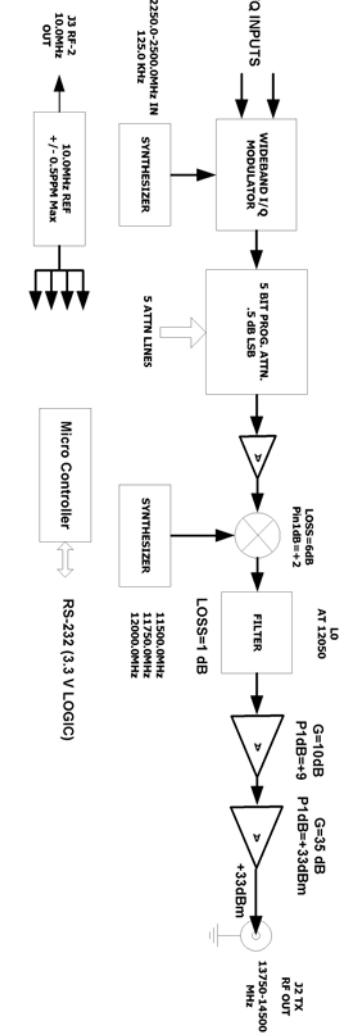 Q INPUTS
WIDEBAND I/Q
MODULATOR
2250.0-2500.0MHz IN
125.0 KHz
SYNTHESIZER
J3 RF-2
10.0MHz
OUT
10.0MHz REF
+/- 0.5PPM Max
5 BIT PROG. ATTN.
.5 dB LSB
5 ATTN LINES
A
LOSS=6dB
Pin1dB=+2
SYNTHESIZER
11500.0MHz
11750.0MHz
12000.0MHz
Micro Controller
RS-232 (3.3 V LOGIC)
LO
AT 12050
FILTER
LOSS=1 dB
G=10dB
P1dB=+9
A
G=35 dB
P1dB=+33dBm
A
+33dBm
J2 TX
RF OUT
13750-14500
MHz